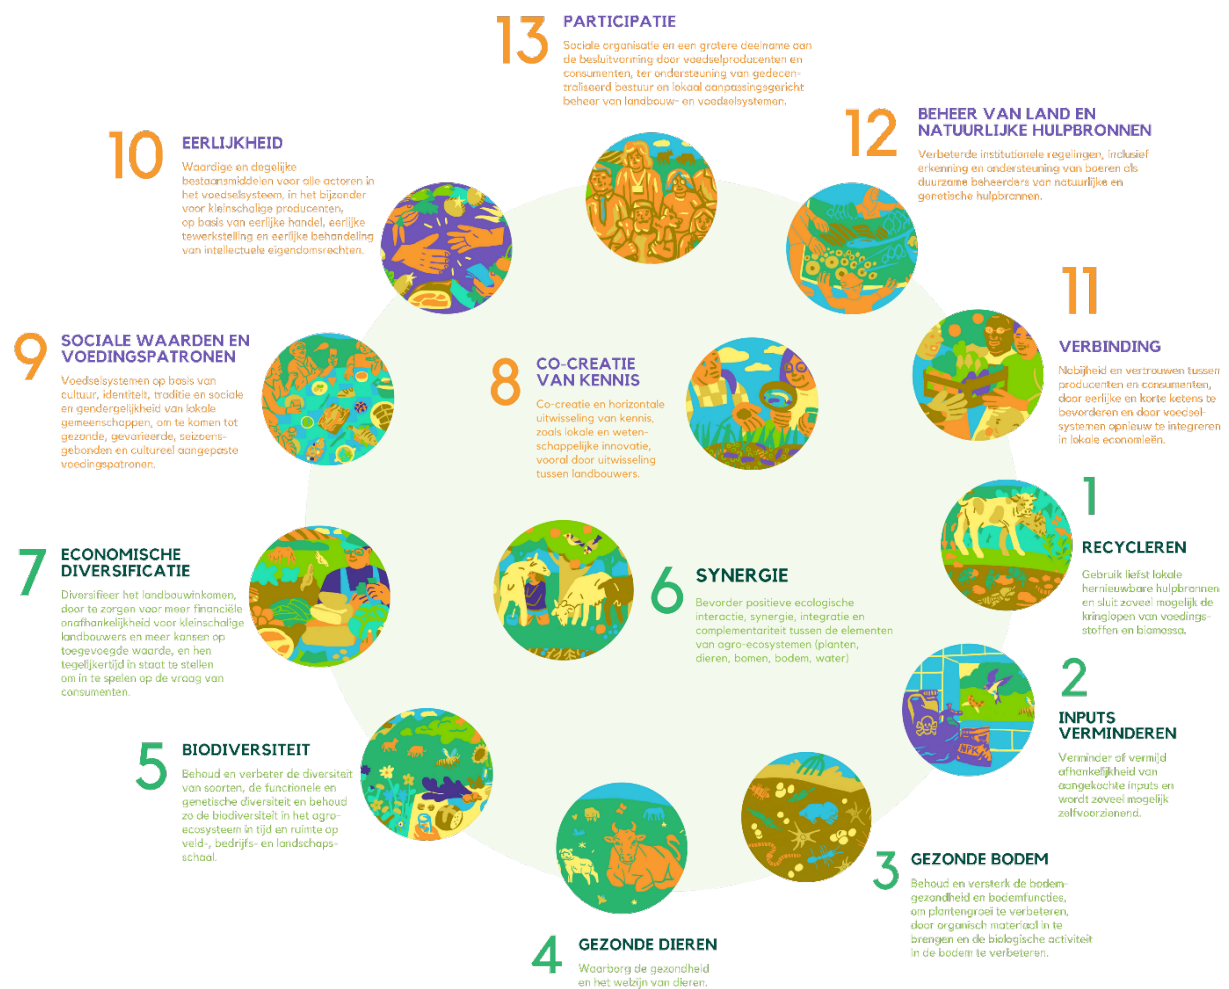 13
PARTICIPATIE
Sociale organisatie en een grotere deelname aan
de besluitvorming door voedselproducenten en
consumenten, ter ondersteuning van gedecen-
traliseerd bestuur en lokaal aanpassingsgericht
beheer van landbouw- en voedselsystemen.
12
BEHEER VAN LAND EN
NATUURLIJKE HULPBRONNEN
Verbeterde institutionele regelingen, inclusief
erkenning en ondersteuning van boeren als
duurzame beheerders van natuurlijke en
genetische hulpbronnen.
10
EERLIJKHEID
Waardige en degelijke
bestaansmiddelen voor alle actoren in
het voedselsysteem, in het bijzonder
voor kleinschalige producenten,
op basis van eerlijke handel, eerlijke
tewerkstelling en eerlijke behandeling
van intellectuele eigendomsrechten.
11
VERBINDING
Nabijheid en vertrouwen tussen
producenten en consumenten,
door eerlijke en korte ketens te
bevorderen en door voedsel-
systemen opnieuw te integreren
in lokale economieën.
9
SOCIALE WAARDEN EN
VOEDINGSPATRONEN
Voedselsystemen op basis van
cultuur, identiteit, traditie en sociale
en gendergelijkheid van lokale
gemeenschappen, om te komen tot
gezonde, gevarieerde, seizoens-
gebonden en cultureel aangepaste
voedingspatronen.
8
CO-CREATIE
VAN KENNIS
Co-creatie en horizontale
uitwisseling van kennis,
zoals lokale en weten-
schappelijke innovatie,
vooral door uitwisseling
tussen landbouwers.
1
RECYCLEREN
Gebruik liefst lokale
hernieuwbare hulpbronnen
en sluit zoveel mogelijk de
kringlopen van voedings-
stoffen en biomassa.
7
ECONOMISCHE
DIVERSIFICATIE
Diversifieer het landbouwinkomen,
door te zorgen voor meer financiële
onafhankelijkheid voor kleinschalige
landbouwers en meer kansen op
toegevoegde waarde, en hen
tegelijkertijd in staat te stellen
om in te spelen op de vraag van
consumenten.
6
SYNERGIE
Bevorder positieve ecologische
interactie, synergie, integratie en
complementariteit tussen de elementen
van agro-ecosystemen (planten,
dieren, bomen, bodem, water)
2
INPUTS
VERMINDEREN
Verminder of vermijd
afhankelijkheid van
aangekochte inputs en
wordt zoveel mogelijk
zelfvoorzienend.
NPK
5
BIODIVERSITEIT
Behoud en verbeter de diversiteit
van soorten, de functionele en
genetische diversiteit en behoud
zo de biodiversiteit in het agro-
ecosysteem in tijd en ruimte op
veld-, bedrijfs- en landschaps-
schaal.
3
GEZONDE BODEM
Behoud en versterk de bodem-
gezondheid en bodemfuncties,
om plantengroei te verbeteren,
door organisch materiaal in te
brengen en de biologische activiteit
in de bodem te verbeteren.
4
GEZONDE DIEREN
Waarborg de gezondheid
en het welzijn van dieren.